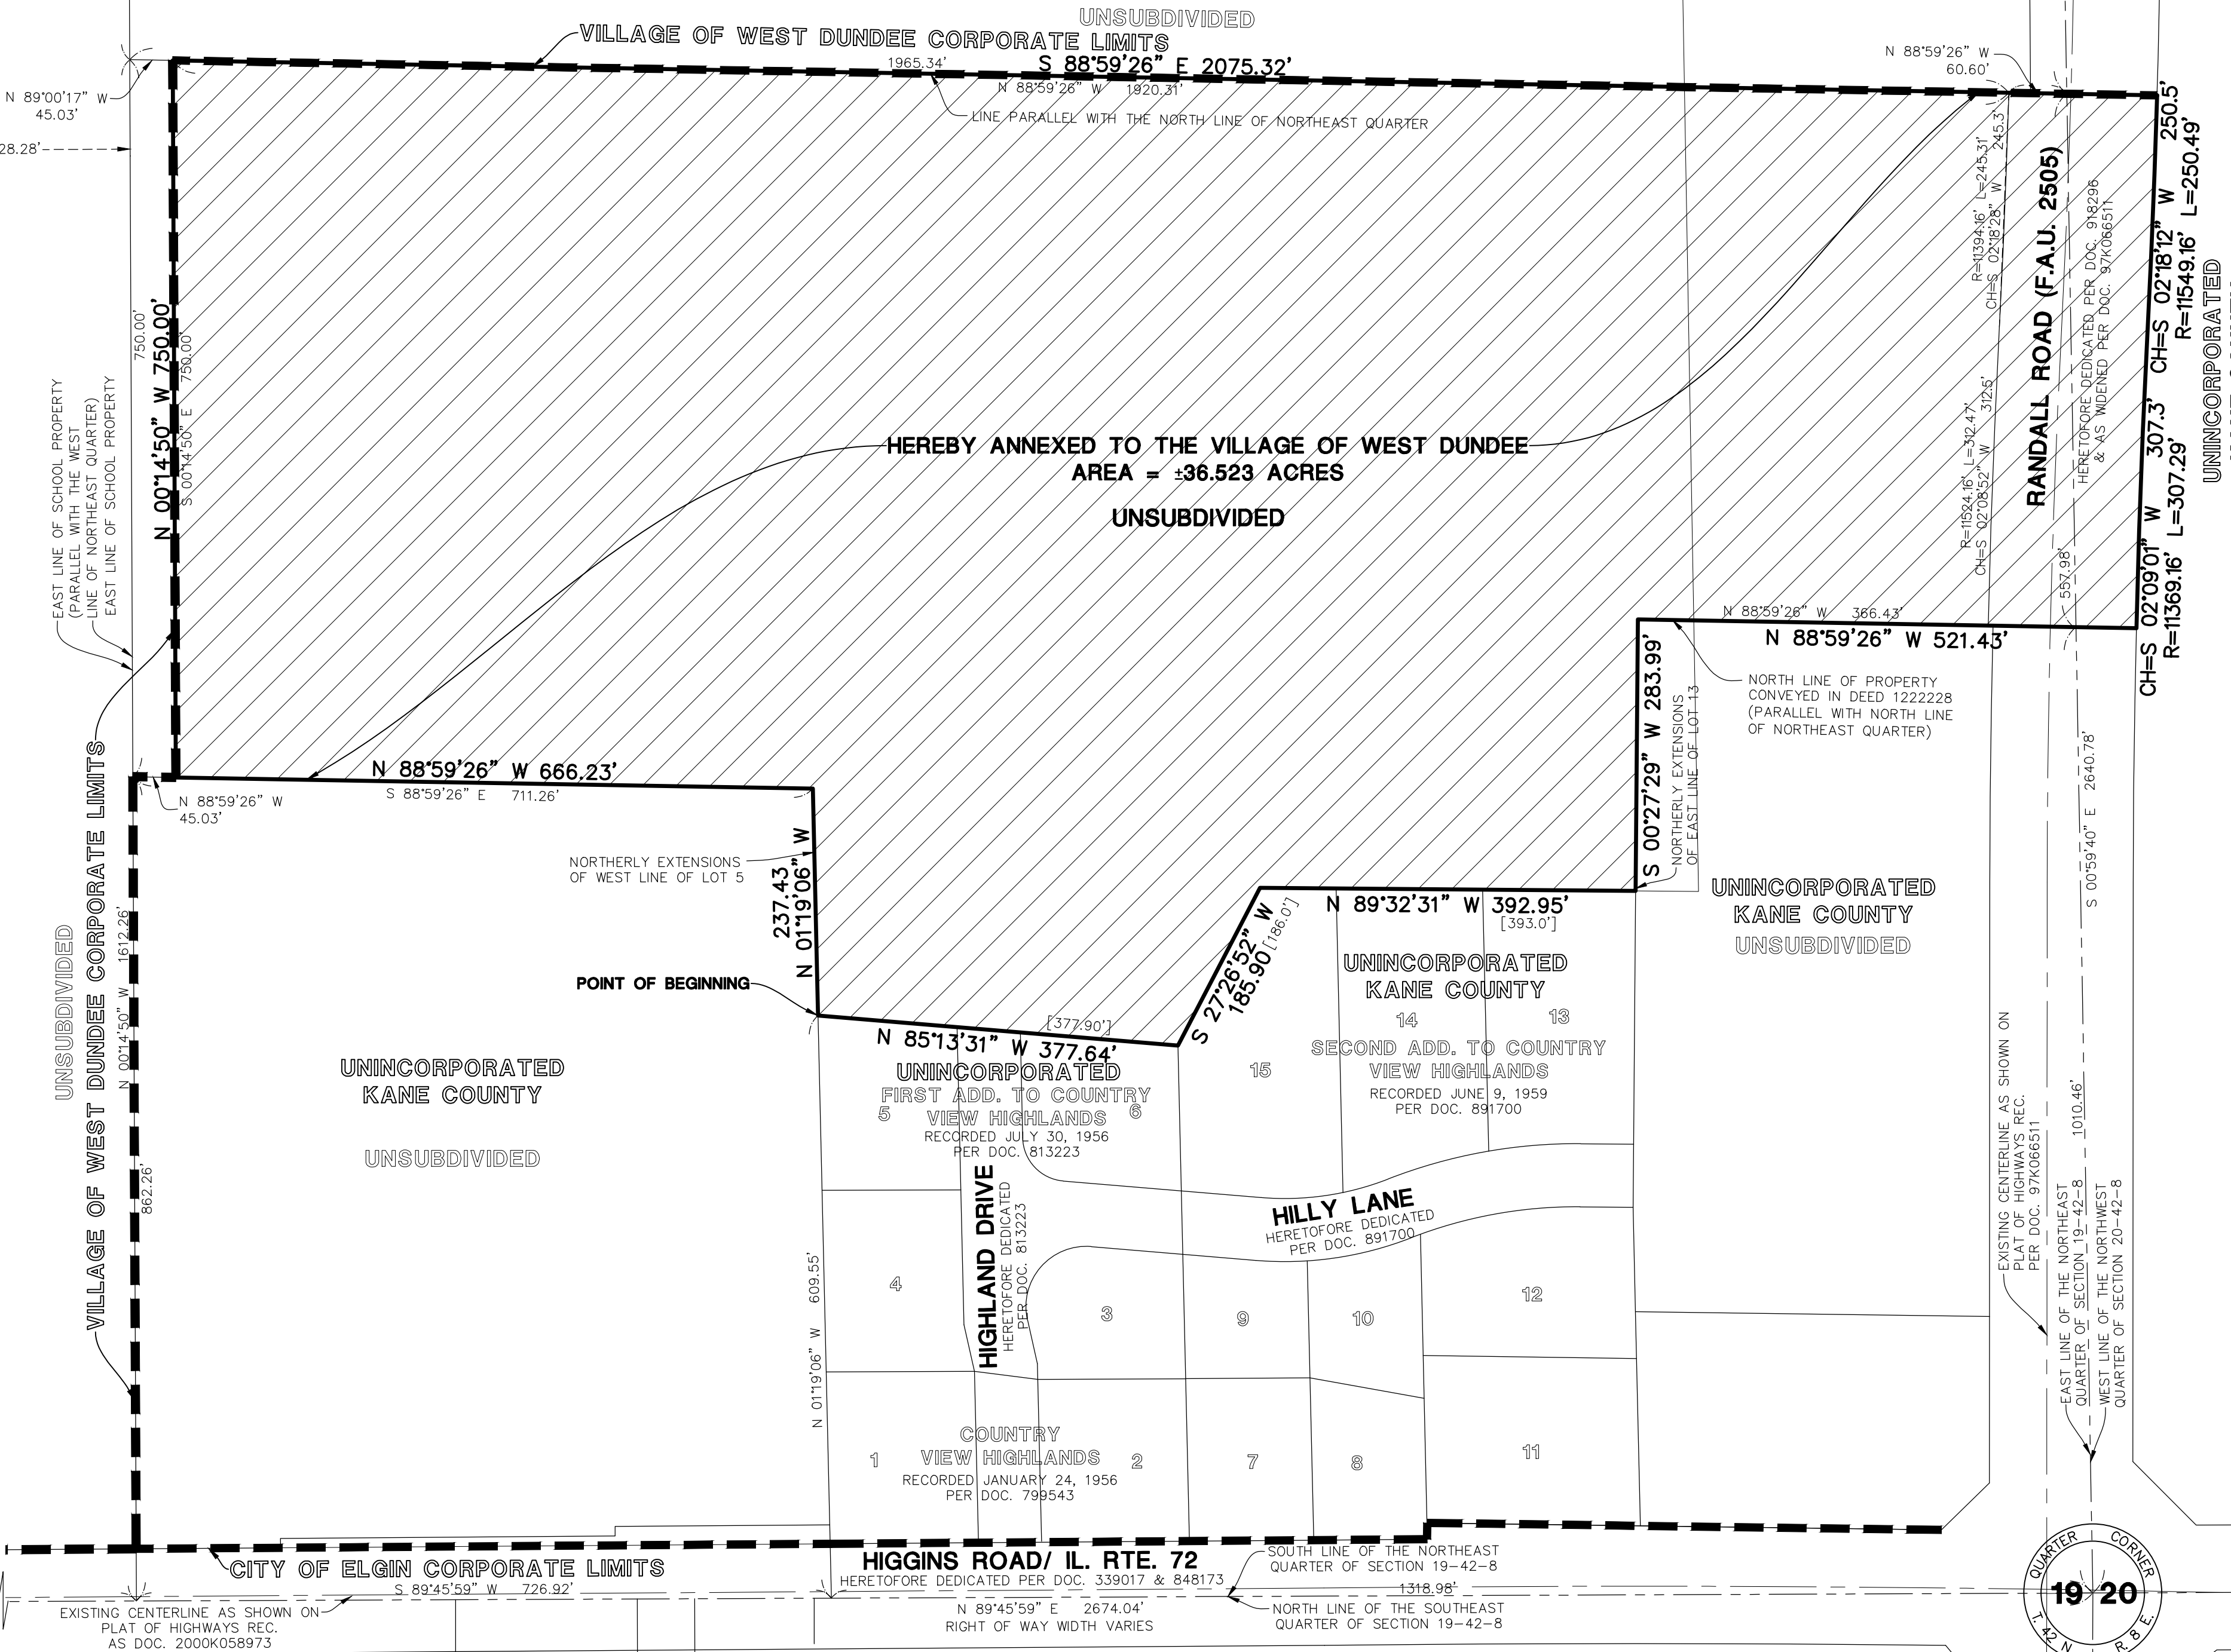 UNSUBDIVIDED
VILLAGE OF WEST DUNDEE CORPORATE LIMITS
1965.34'
S 88°59'26" E 2075.32'
N 88°59'26" W 1920.31'
LINE PARALLEL WITH THE NORTH LINE OF NORTHEAST QUARTER
N 88°59'26" W
60.60'
N 89°00'17" W
45.03'
28.28'
750.00'
N 00°14'50" W 750.00'
S 00°14'50" E 750.00'
EAST LINE OF SCHOOL PROPERTY
(PARALLEL WITH THE WEST
LINE OF NORTHEAST QUARTER)
EAST LINE OF SCHOOL PROPERTY
HEREBY ANNEXED TO THE VILLAGE OF WEST DUNDEE
AREA = ±36.523 ACRES
UNSUBDIVIDED
R=11394.16' L=245.31'
CH=S 02°18'28" W 245.3'
R=11524.16' L=312.47'
CH=S 02°08'52" W 312.5'
RANDALL ROAD (F.A.U. 2505)
HERETOFORE DEDICATED PER DOC. 918296
& AS WIDENED PER DOC. 97K066511
557.98'
CH=S 02°18'12" W 250.5'
R=11549.16' L=250.49'
CH=S 02°09'01" W 307.3'
R=11369.16' L=307.29'
UNINCORPORATED
N 88°59'26" W 366.43'
N 88°59'26" W 521.43'
NORTH LINE OF PROPERTY
CONVEYED IN DEED 1222228
(PARALLEL WITH NORTH LINE
OF NORTHEAST QUARTER)
S 00°27'29" W 283.99'
NORTHERLY EXTENSIONS
OF EAST LINE OF LOT 13
N 88°59'26" W 666.23'
S 88°59'26" E 711.26'
N 88°59'26" W
45.03'
NORTHERLY EXTENSIONS
OF WEST LINE OF LOT 5
237.43'
N 01°19'06" W
POINT OF BEGINNING
N 85°13'31" W 377.64'
[377.90']
S 27°26'52" W
185.90'
[186.0']
N 89°32'31" W 392.95'
[393.0']
UNINCORPORATED
KANE COUNTY
UNSUBDIVIDED
S 00°59'40" E 2640.78'
1010.46'
UNSUBDIVIDED
VILLAGE OF WEST DUNDEE CORPORATE LIMITS
N 00°14'50" W 1612.26'
862.26'
UNINCORPORATED
KANE COUNTY
UNSUBDIVIDED
UNINCORPORATED
FIRST ADD. TO COUNTRY
VIEW HIGHLANDS
RECORDED JULY 30, 1956
PER DOC. 813223
5
6
UNINCORPORATED
KANE COUNTY
14
13
15
SECOND ADD. TO COUNTRY
VIEW HIGHLANDS
RECORDED JUNE 9, 1959
PER DOC. 891700
HIGHLAND DRIVE
HERETOFORE DEDICATED
PER DOC. 813223
HILLY LANE
HERETOFORE DEDICATED
PER DOC. 891700
N 01°19'06" W 609.55'
4
3
9
10
12
1
2
7
8
11
COUNTRY
VIEW HIGHLANDS
RECORDED JANUARY 24, 1956
PER DOC. 799543
EXISTING CENTERLINE AS SHOWN ON
PLAT OF HIGHWAYS REC.
PER DOC. 97K066511
EAST LINE OF THE NORTHEAST
QUARTER OF SECTION 19-42-8
WEST LINE OF THE NORTHWEST
QUARTER OF SECTION 20-42-8
CITY OF ELGIN CORPORATE LIMITS
S 89°45'59" W 726.92'
HIGGINS ROAD/ IL. RTE. 72
HERETOFORE DEDICATED PER DOC. 339017 & 848173
SOUTH LINE OF THE NORTHEAST
QUARTER OF SECTION 19-42-8
1318.98'
N 89°45'59" E 2674.04'
RIGHT OF WAY WIDTH VARIES
NORTH LINE OF THE SOUTHEAST
QUARTER OF SECTION 19-42-8
EXISTING CENTERLINE AS SHOWN ON
PLAT OF HIGHWAYS REC.
AS DOC. 2000K058973
QUARTER CORNER
19 20
T. 42 N R. 8 E.